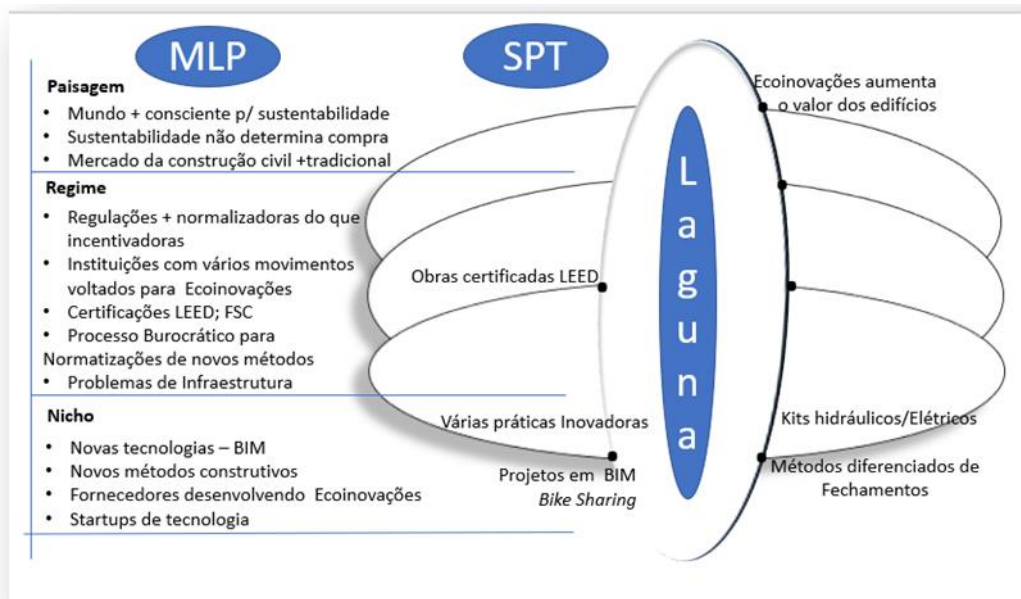 MLP
SPT
Paisagem
• Mundo + consciente p/ sustentabilidade
• Sustentabilidade não determina compra
• Mercado da construção civil +tradicional
Regime
• Regulações + normalizadoras do que
incentivadoras
• Instituições com vários movimentos
voltados para Ecoinovações
• Certificações LEED; FSC
• Processo Burocrático para
Normatizações de novos métodos
• Problemas de Infraestrutura
Nicho
• Novas tecnologias – BIM
• Novos métodos construtivos
• Fornecedores desenvolvendo Ecoinovações
• Startups de tecnologia
Obras certificadas LEED
Várias práticas Inovadoras
Projetos em BIM
Bike Sharing
Laguna
Ecoinovações aumenta
o valor dos edifícios
Kits hidráulicos/Elétricos
Métodos diferenciados de
Fechamentos